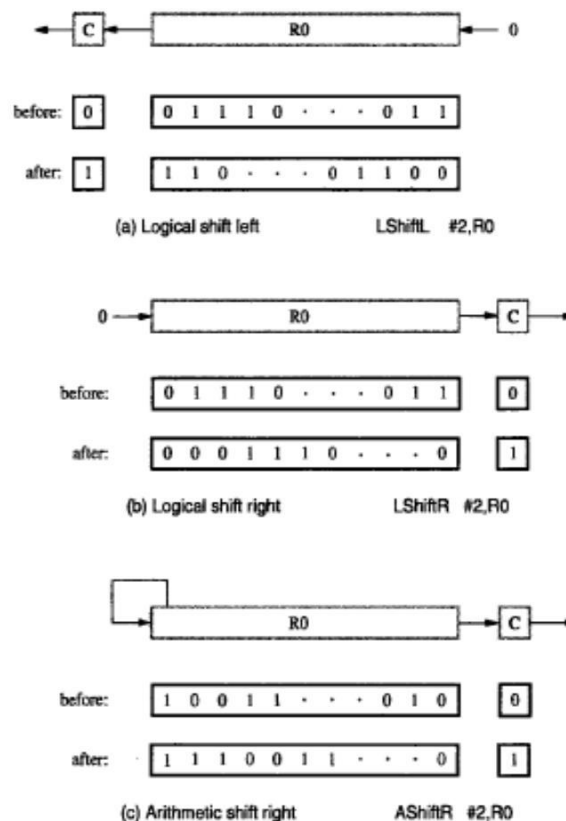 C R0 0
before: 0 0 1 1 1 0 · · · 0 1 1
after: 1 1 1 0 · · · 0 1 1 0 0
(a) Logical shift left LShiftL #2,R0
0 R0 C
before: 0 1 1 1 0 · · · 0 1 1 0
after: 0 0 0 1 1 1 0 · · · 0 1
(b) Logical shift right LShiftR #2,R0
R0 C
before: 1 0 0 1 1 · · · 0 1 0 0
after: 1 1 1 0 0 1 1 · · · 0 1
(c) Arithmetic shift right AShiftR #2,R0